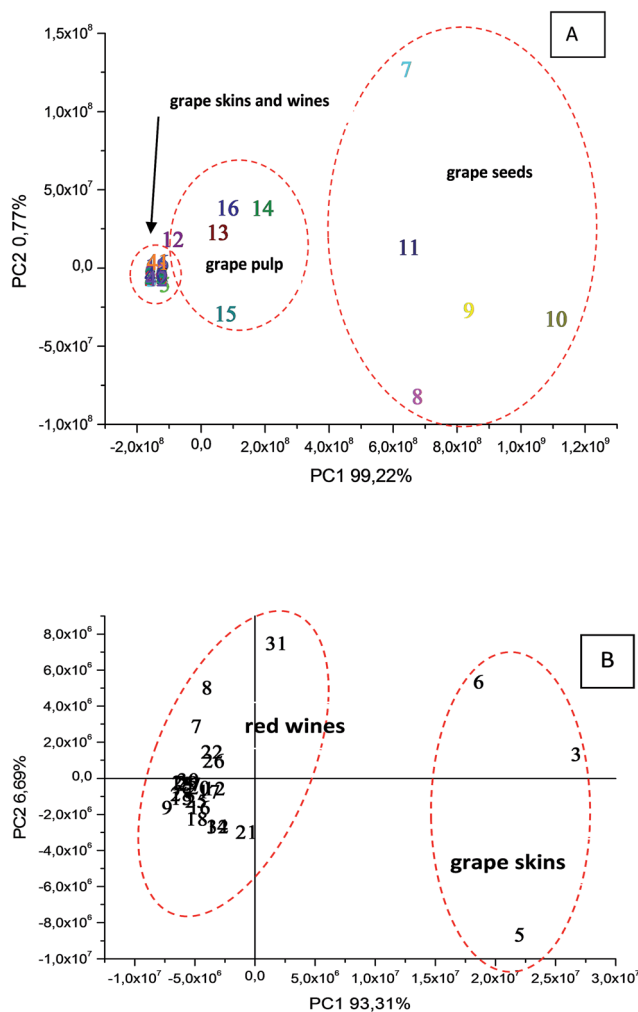 A
1,5x10⁸
1,0x10⁸
5,0x10⁷
0,0
-5,0x10⁷
-1,0x10⁸
PC2 0,77%
grape skins and wines
grape seeds
grape pulp
7
16
14
13
12
11
15
9
10
8
5
-2,0x10⁸ 0,0 2,0x10⁸ 4,0x10⁸ 6,0x10⁸ 8,0x10⁸ 1,0x10⁹ 1,2x10⁹
PC1 99,22%
B
8,0x10⁶
6,0x10⁶
4,0x10⁶
2,0x10⁶
0,0
-2,0x10⁶
-4,0x10⁶
-6,0x10⁶
-8,0x10⁶
-1,0x10⁷
PC2 6,69%
31
8
6
7
red wines
22
26
3
12
9
16
18
21
grape skins
5
-1,0x10⁷ -5,0x10⁶ 0,0 5,0x10⁶ 1,0x10⁷ 1,5x10⁷ 2,0x10⁷ 2,5x10⁷ 3,0x10⁷
PC1 93,31%